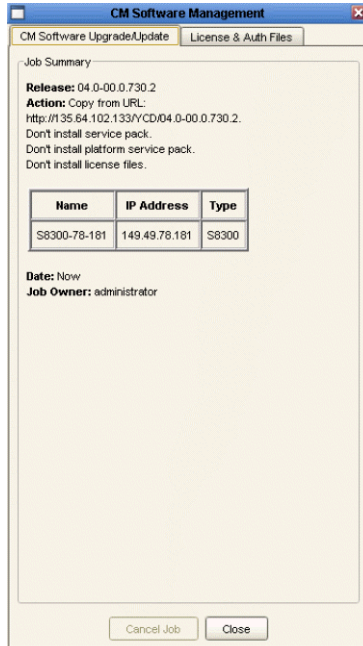 CM Software Management
CM Software Upgrade/Update License & Auth Files
Job Summary
Release: 04.0-00.0.730.2
Action: Copy from URL:
http://135.64.102.133/YCD/04.0-00.0.730.2.
Don't install service pack.
Don't install platform service pack.
Don't install license files.
Name IP Address Type
S8300-78-181 149.49.78.181 S8300
Date: Now
Job Owner: administrator
Cancel Job Close